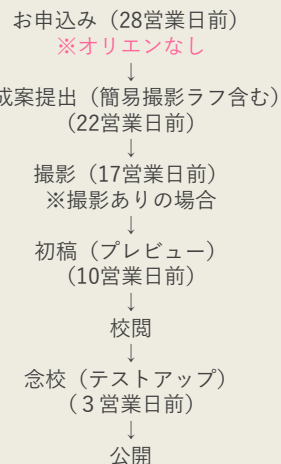 お申込み（28営業日前）
※オリエンなし
↓
成案提出（簡易撮影ラフ含む）
（22営業日前）
↓
撮影（17営業日前）
※撮影ありの場合
↓
初稿（プレビュー）
（10営業日前）
↓
校閲
↓
念校（テストアップ）
（３営業日前）
↓
公開